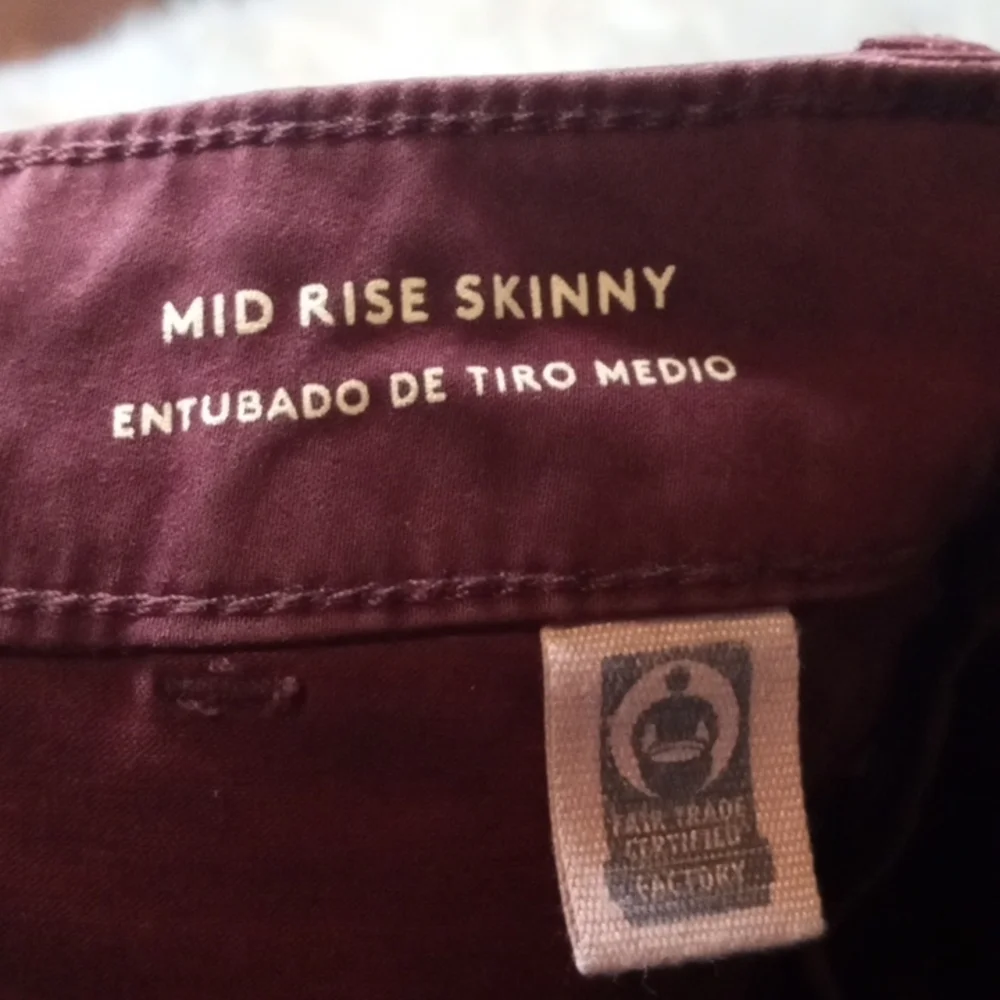 MID RISE SKINNY
ENTUBADO DE TIRO MEDIO
FAIR TRADE
CERTIFIED
FACTORY